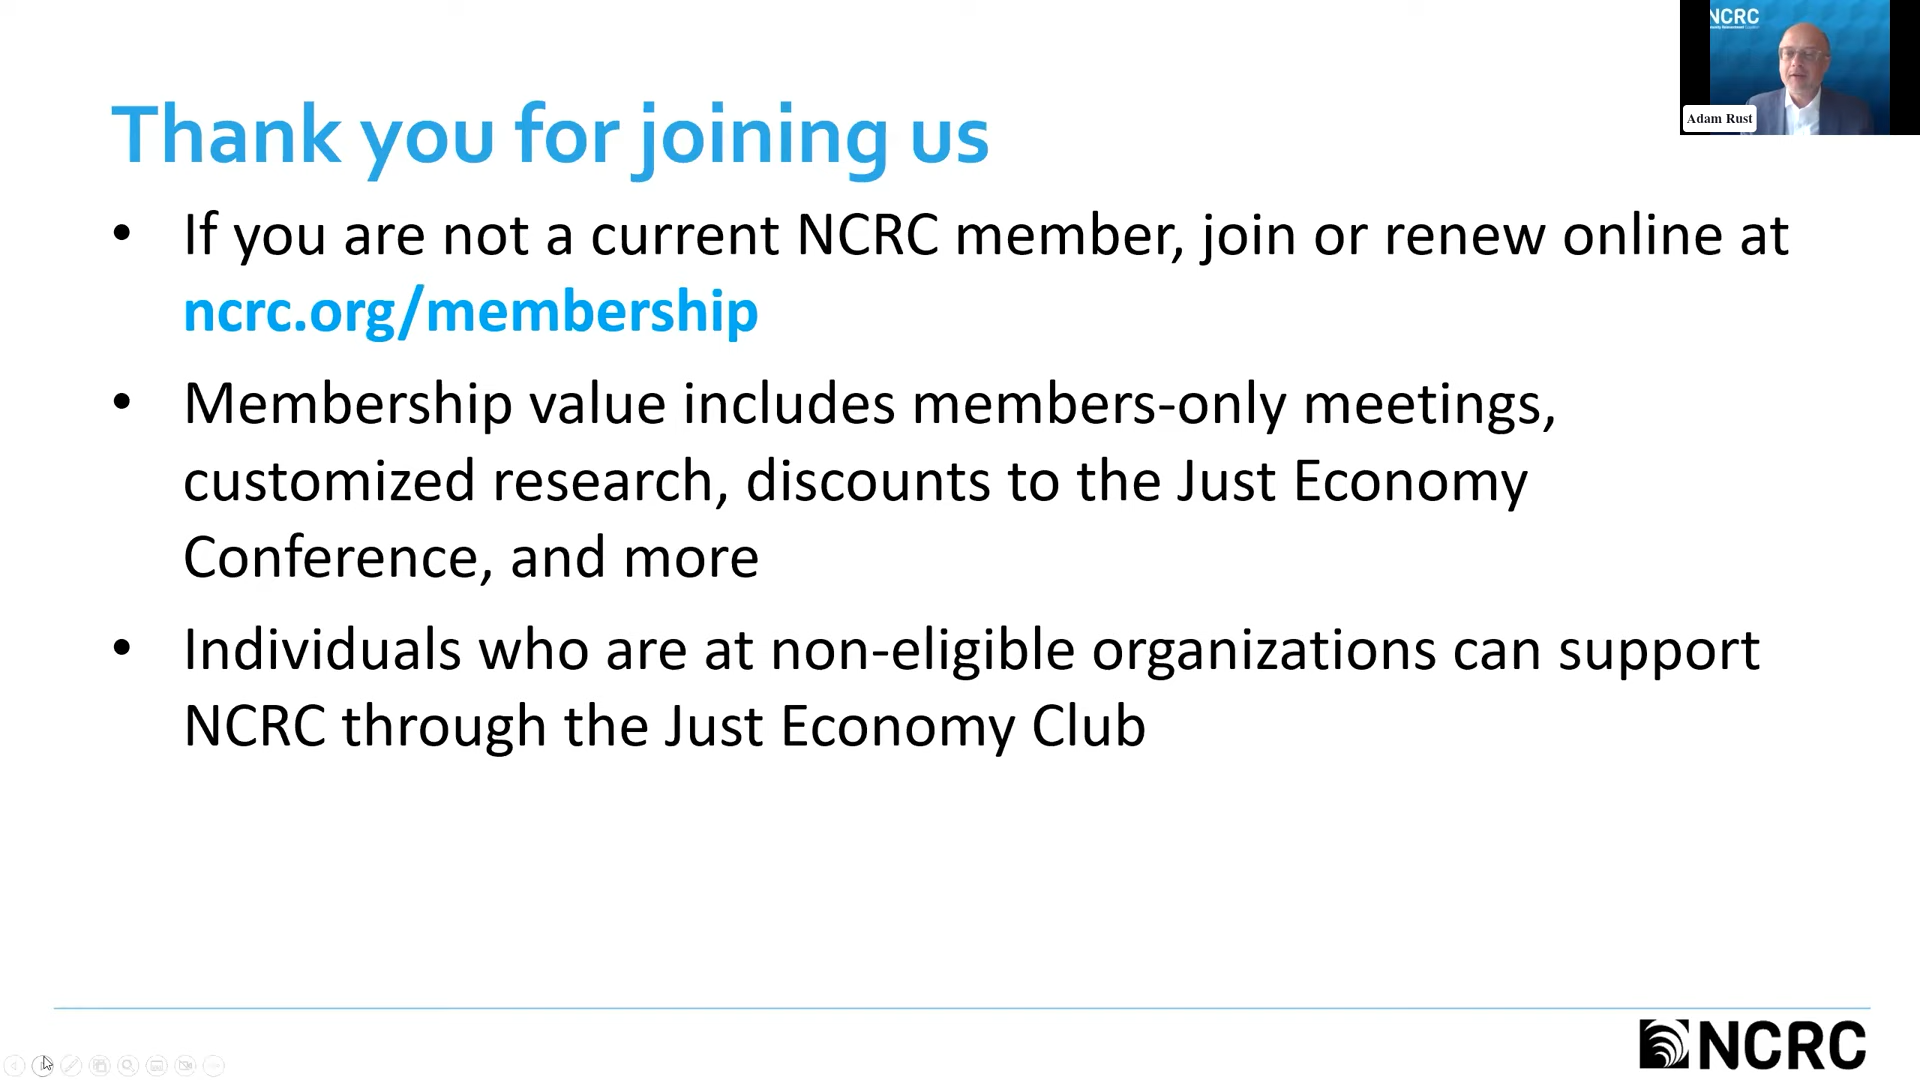 NCRC
Adam Rust
Thank you for joining us
• If you are not a current NCRC member, join or renew online at
ncrc.org/membership
• Membership value includes members-only meetings,
customized research, discounts to the Just Economy
Conference, and more
• Individuals who are at non-eligible organizations can support
NCRC through the Just Economy Club
NCRC